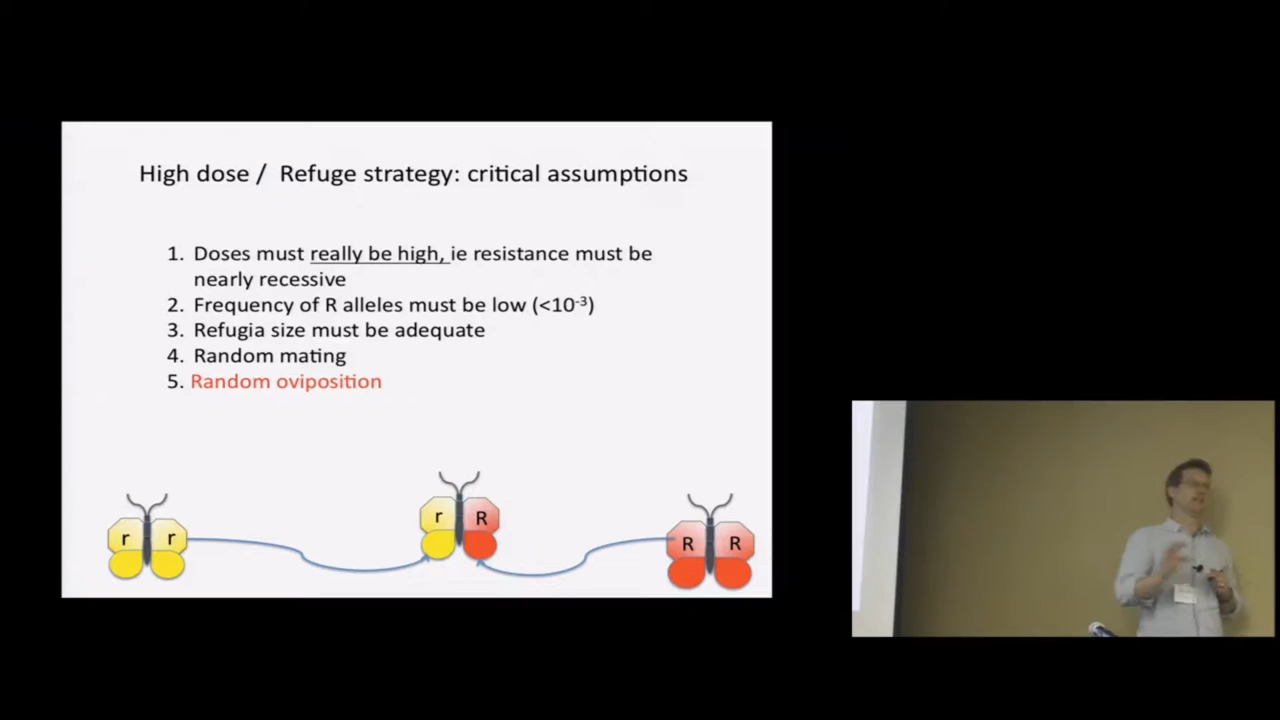 High dose / Refuge strategy: critical assumptions
1. Doses must really be high, ie resistance must be
nearly recessive
2. Frequency of R alleles must be low (<10⁻³)
3. Refugia size must be adequate
4. Random mating
5. Random oviposition
r r
r R
R R